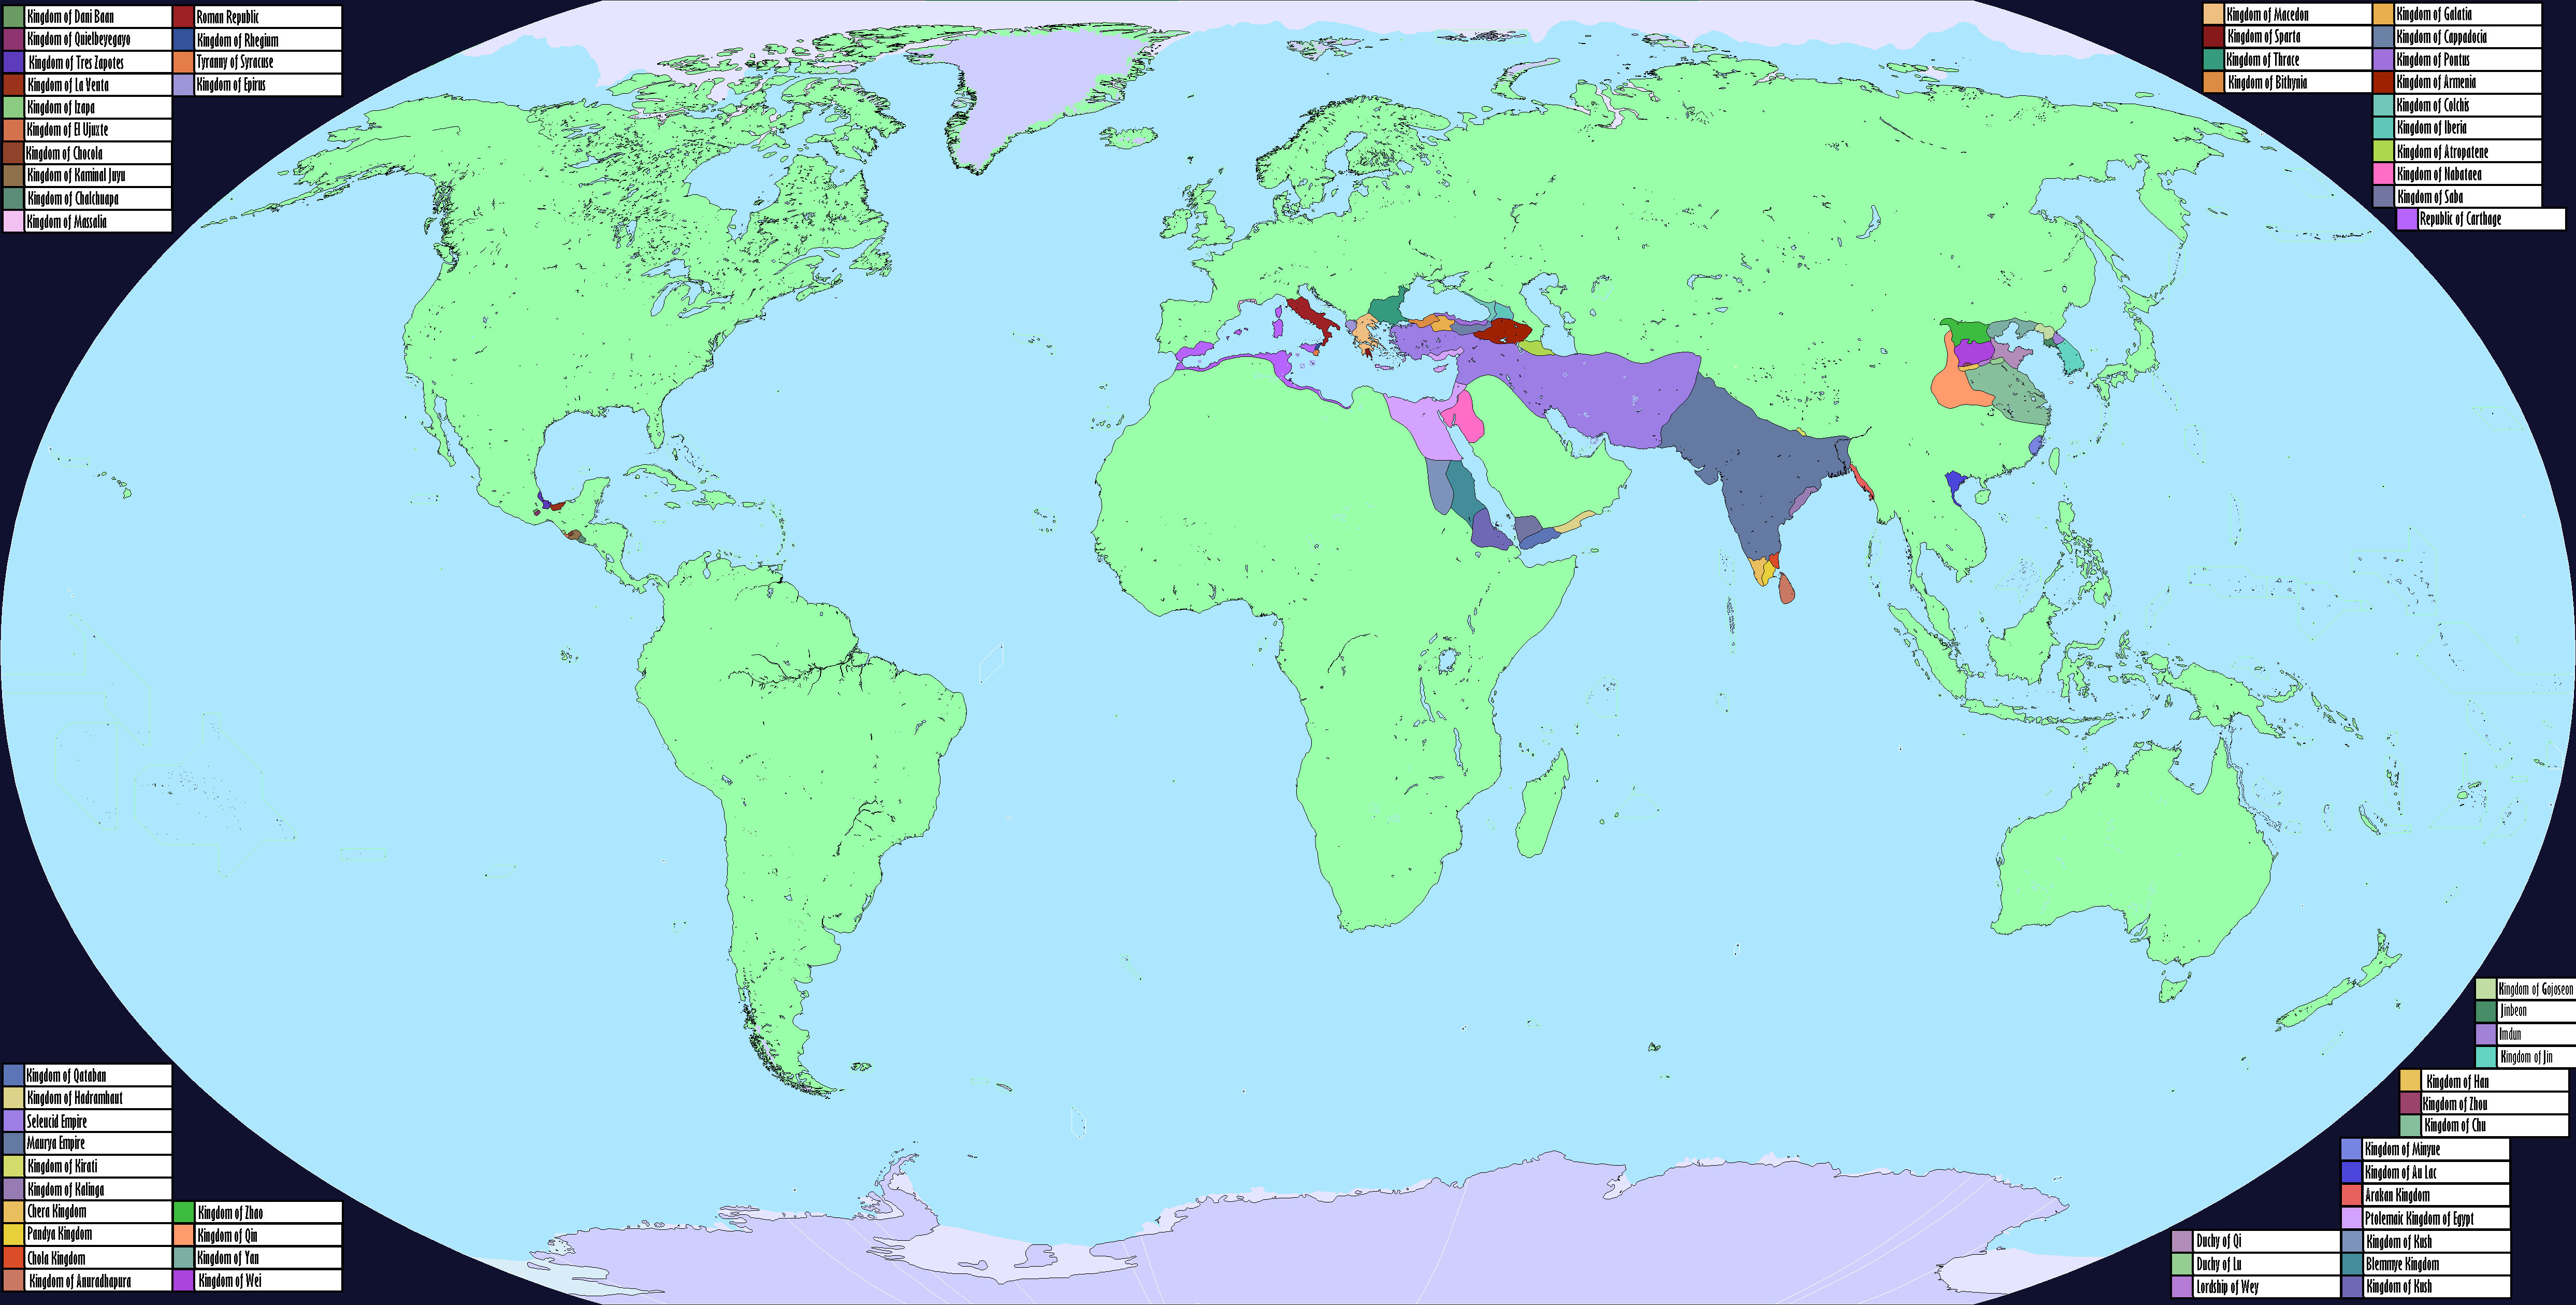 Kingdom of Dani Baan
Kingdom of Quielbeyegayo
Kingdom of Tres Zapotes
Kingdom of La Venta
Kingdom of Izapa
Kingdom of El Ujuxte
Kingdom of Chocola
Kingdom of Kaminal Juyu
Kingdom of Chalchuapa
Kingdom of Massalia
Roman Republic
Kingdom of Rhegium
Tyranny of Syracuse
Kingdom of Epirus
Kingdom of Macedon
Kingdom of Sparta
Kingdom of Thrace
Kingdom of Bithynia
Kingdom of Galatia
Kingdom of Cappadocia
Kingdom of Pontus
Kingdom of Armenia
Kingdom of Colchis
Kingdom of Iberia
Kingdom of Atropatene
Kingdom of Nabataea
Kingdom of Saba
Republic of Carthage
Kingdom of Qataban
Kingdom of Hadramhaut
Seleucid Empire
Maurya Empire
Kingdom of Kirati
Kingdom of Kalinga
Chera Kingdom
Pandya Kingdom
Chola Kingdom
Kingdom of Anuradhapura
Kingdom of Zhao
Kingdom of Qin
Kingdom of Yan
Kingdom of Wei
Kingdom of Gojoseon
Jinbeon
Imdun
Kingdom of Jin
Kingdom of Han
Kingdom of Zhou
Kingdom of Chu
Kingdom of Minyue
Kingdom of Au Lac
Arakan Kingdom
Ptolemaic Kingdom of Egypt
Kingdom of Kush
Blemmye Kingdom
Kingdom of Kush
Duchy of Qi
Duchy of Lu
Lordship of Wey